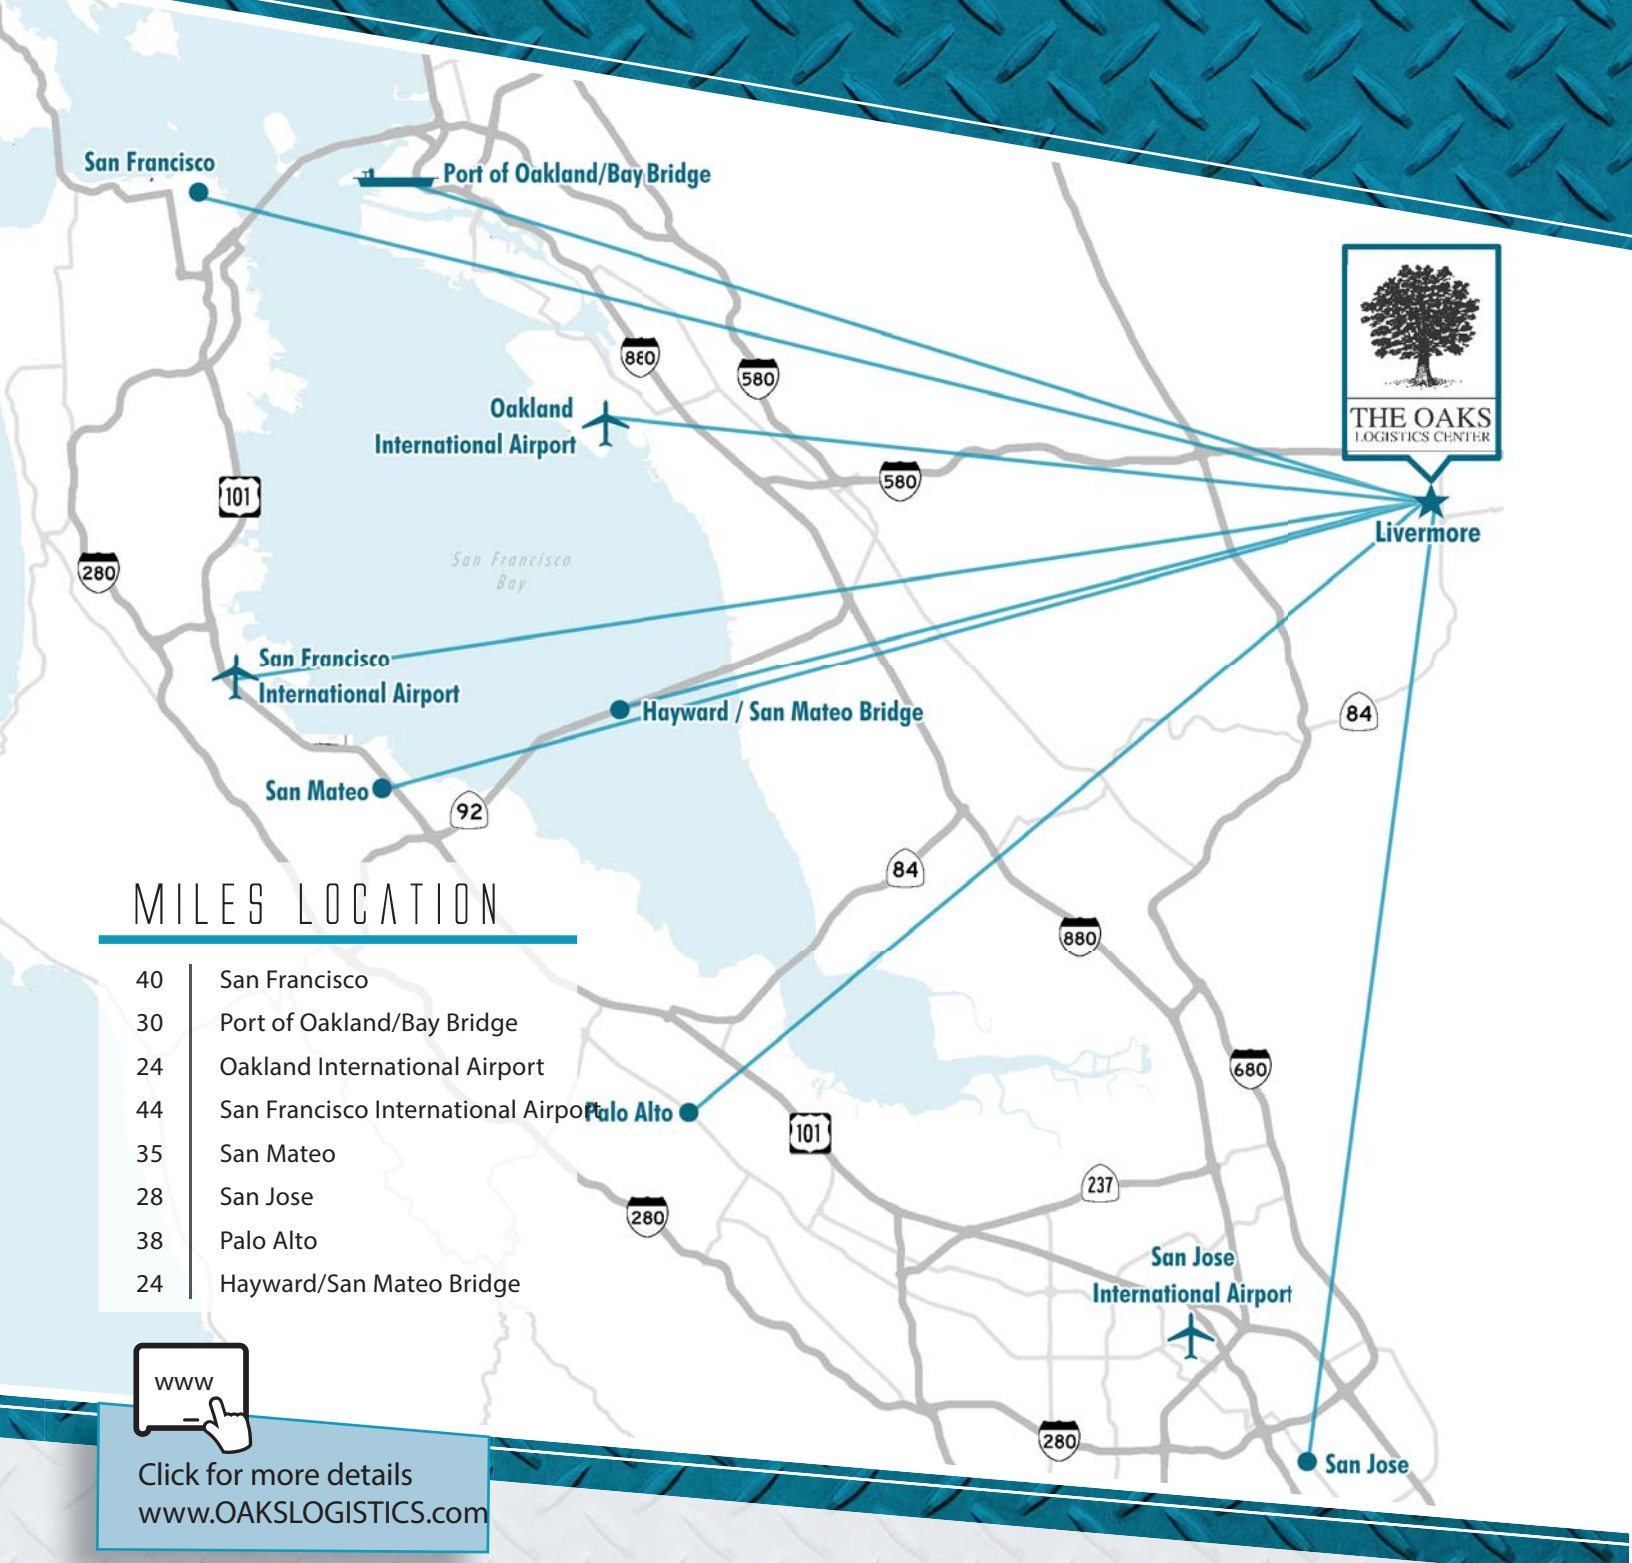 San Francisco
Port of Oakland/Bay Bridge
THE OAKS
LOGISTICS CENTER
880
580
Oakland
International Airport
580
101
Livermore
San Francisco
Bay
280
San Francisco
International Airport
84
Hayward / San Mateo Bridge
San Mateo
92
84
MILES LOCATION
880
40 San Francisco
30 Port of Oakland/Bay Bridge
24 Oakland International Airport
44 San Francisco International Airport
35 San Mateo
28 San Jose
38 Palo Alto
24 Hayward/San Mateo Bridge
680
Palo Alto
101
237
280
San Jose
International Airport
www
280
San Jose
Click for more details
www.OAKSLOGISTICS.com